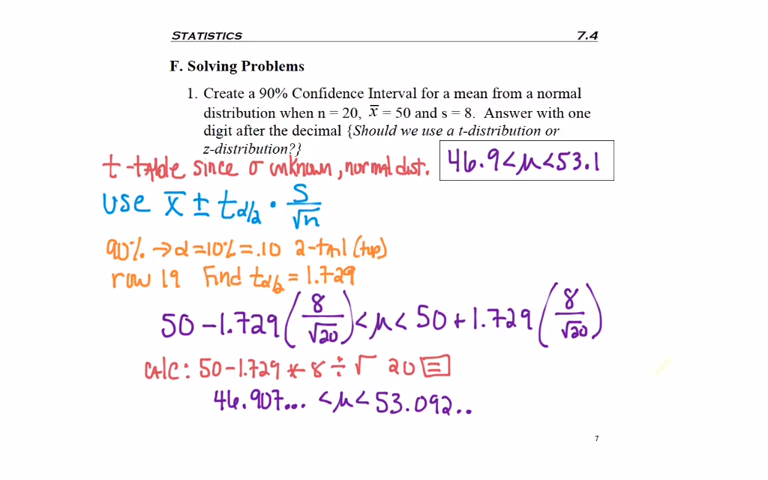 STATISTICS 7.4
F. Solving Problems
1. Create a 90% Confidence Interval for a mean from a normal
distribution when n = 20, x̅ = 50 and s = 8. Answer with one
digit after the decimal {Should we use a t-distribution or
z-distribution?}
t-table since σ unknown, normal dist.
46.9 < μ < 53.1
use x̅ ± t_α/2 · S/√n
90% → α = 10% = .10 2-tail (top)
row 19 Find t_α/2 = 1.729
50 - 1.729 (8/√20) < μ < 50 + 1.729 (8/√20)
calc: 50 - 1.729 * 8 ÷ √ 20 =
46.907... < μ < 53.092..
7